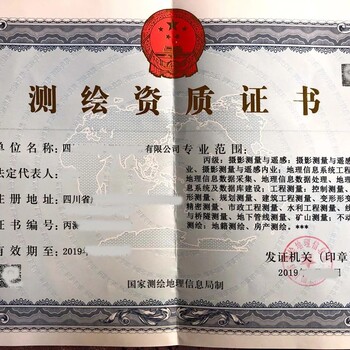 测绘资质证书
单位名称:四 有限公司
法定代表人:
注册地址:四川省
证书编号:丙测
有效期至:2019-
专业范围:
丙级:摄影测量与遥感:摄影测量与遥
业、摄影测量与遥感内业;地理信息系统工程
地理信息数据采集、地理信息数据处理、地理
信息系统及数据库建设;工程测量:控制测量、
形测量、规划测量、建筑工程测量、变形形变
精密测量、市政工程测量、水利工程测量、线
与桥隧测量、地下管线测量、矿山测量;不动
测绘:地籍测绘、房产测绘。***
发证机关(印章
2019
国家测绘地理信息局制